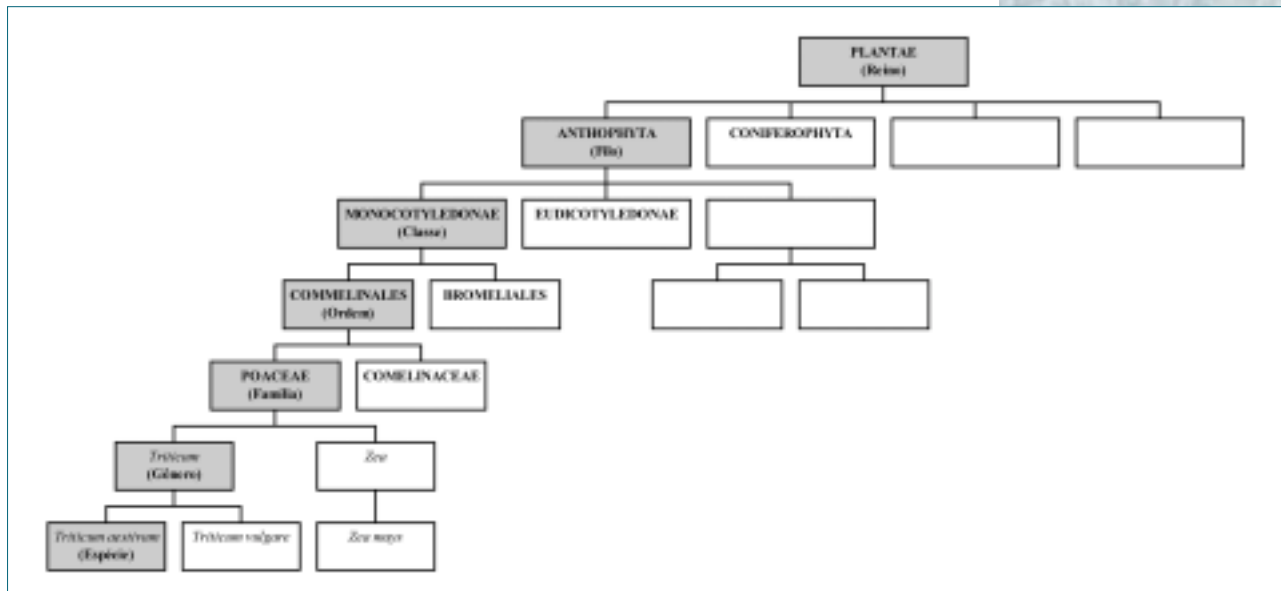 PLANTAE
(Reino)
ANTHOPHYTA
(Filo)
CONIFEROPHYTA
MONOCOTYLEDONAE
(Classe)
EUDICOTYLEDONAE
COMMELINALES
(Ordem)
BROMELIALES
POACEAE
(Família)
COMELINACEAE
Triticum
(Gênero)
Zea
Triticum aestivum
(Espécie)
Triticum vulgare
Zea mays